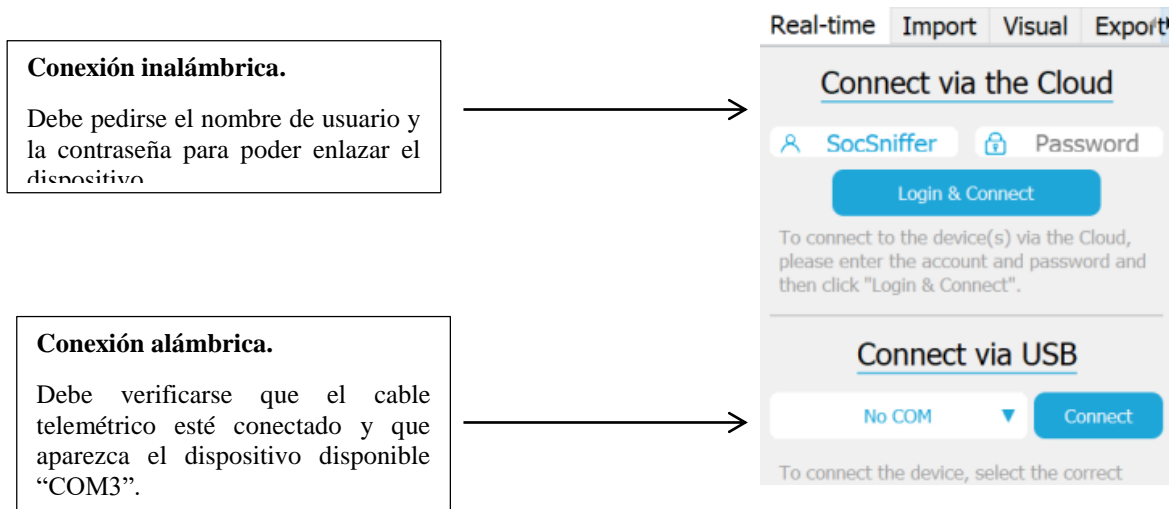 Conexión inalámbrica.
Debe pedirse el nombre de usuario y
la contraseña para poder enlazar el
dispositivo
Real-time Import Visual Export
Connect via the Cloud
SocSniffer Password
Login & Connect
To connect to the device(s) via the Cloud,
please enter the account and password and
then click "Login & Connect".
Conexión alámbrica.
Debe verificarse que el cable
telemétrico esté conectado y que
aparezca el dispositivo disponible
“COM3”.
Connect via USB
No COM Connect
To connect the device, select the correct